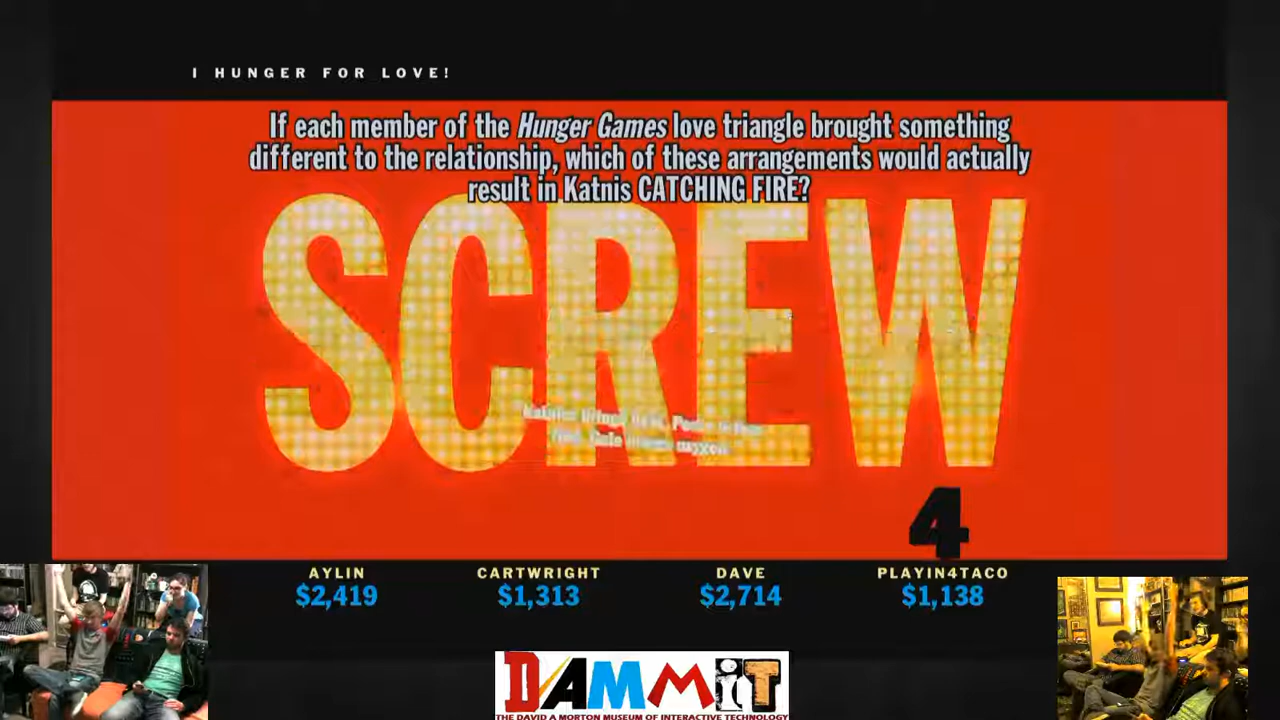 I HUNGER FOR LOVE!
If each member of the Hunger Games love triangle brought something
different to the relationship, which of these arrangements would actually
result in Katnis CATCHING FIRE?
SCREW
4
AYLIN CARTWRIGHT DAVE PLAYIN4TACO
$2,419 $1,313 $2,714 $1,138
DAMMiT
THE DAVID A MORTON MUSEUM OF INTERACTIVE TECHNOLOGY